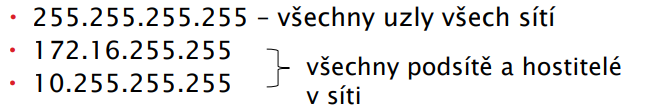 • 255.255.255.255 – všechny uzly všech sítí
• 172.16.255.255
• 10.255.255.255
všechny podsítě a hostitelé
v síti